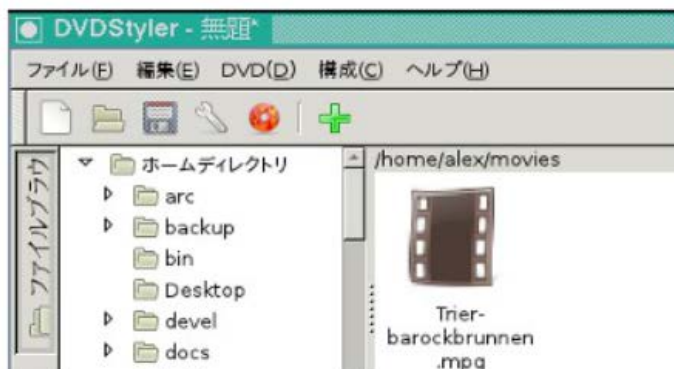 DVDStyler - 無題*
ファイル(F) 編集(E) DVD(D) 構成(C) ヘルプ(H)
ファイルブラウ
ホームディレクトリ
arc
backup
bin
Desktop
devel
docs
/home/alex/movies
Trier-
barockbrunnen
.mpg